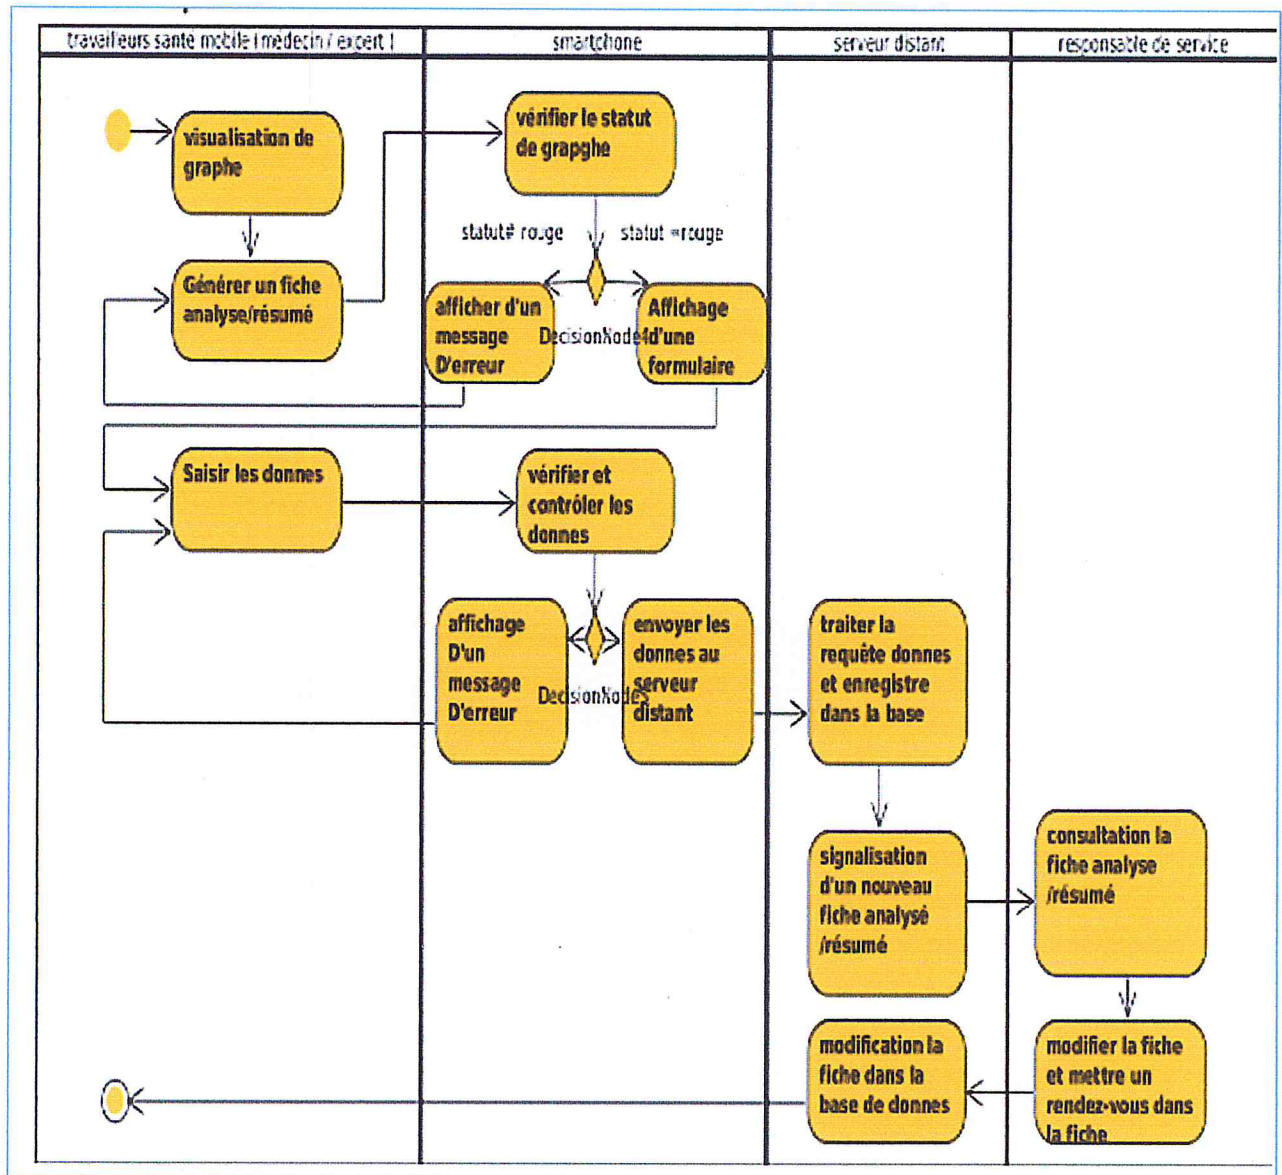 travailleurs santé mobile (médecin / expert )
smartphone
serveur distant
responsable de service
visualisation de
graphe
vérifier le statut
de grapghe
statut# rouge
statut =rouge
Générer un fiche
analyse/résumé
afficher d'un
message
D'erreur
DecisionNode4
Affichage
d'une
formulaire
Saisir les donnes
vérifier et
contrôler les
donnes
affichage
D'un
message
D'erreur
DecisionNode5
envoyer les
donnes au
serveur
distant
traiter la
requête donnes
et enregistre
dans la base
signalisation
d'un nouveau
fiche analysé
/résumé
consultation la
fiche analyse
/résumé
modification la
fiche dans la
base de donnes
modifier la fiche
et mettre un
rendez-vous dans
la fiche